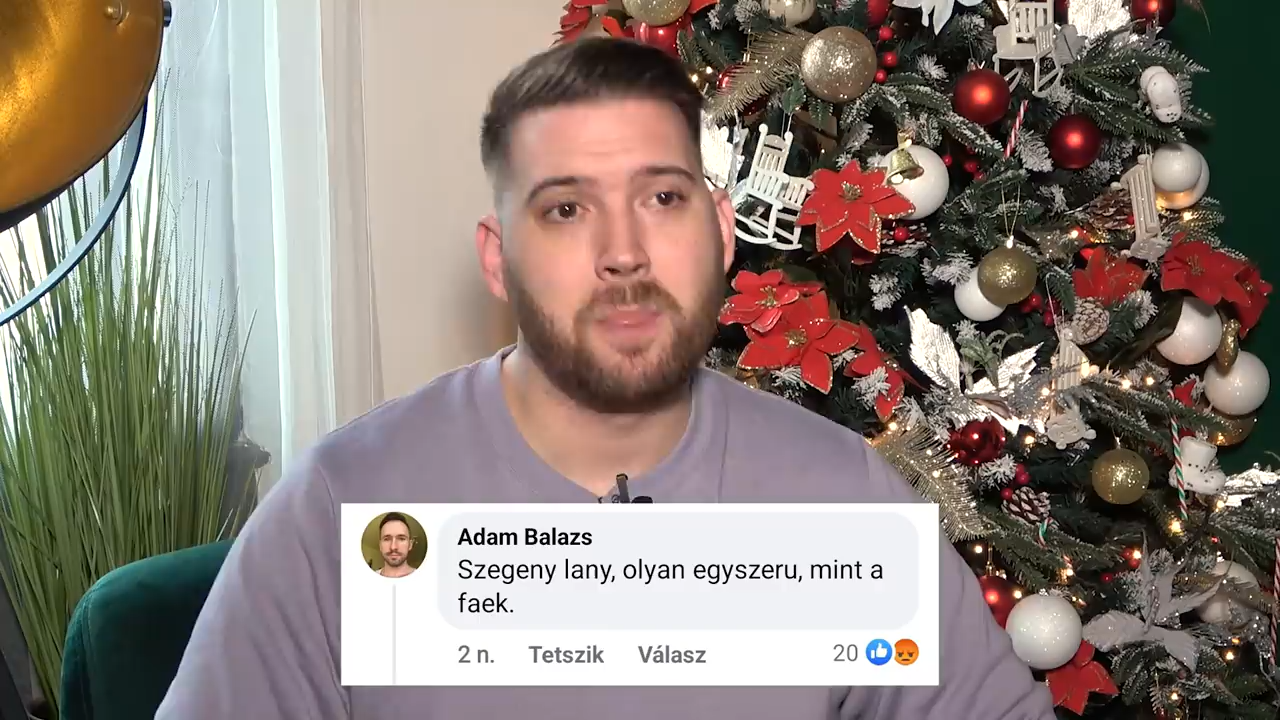 Adam Balazs
Szegeny lany, olyan egyszeru, mint a
faek.
2 n. Tetszik Válasz 20